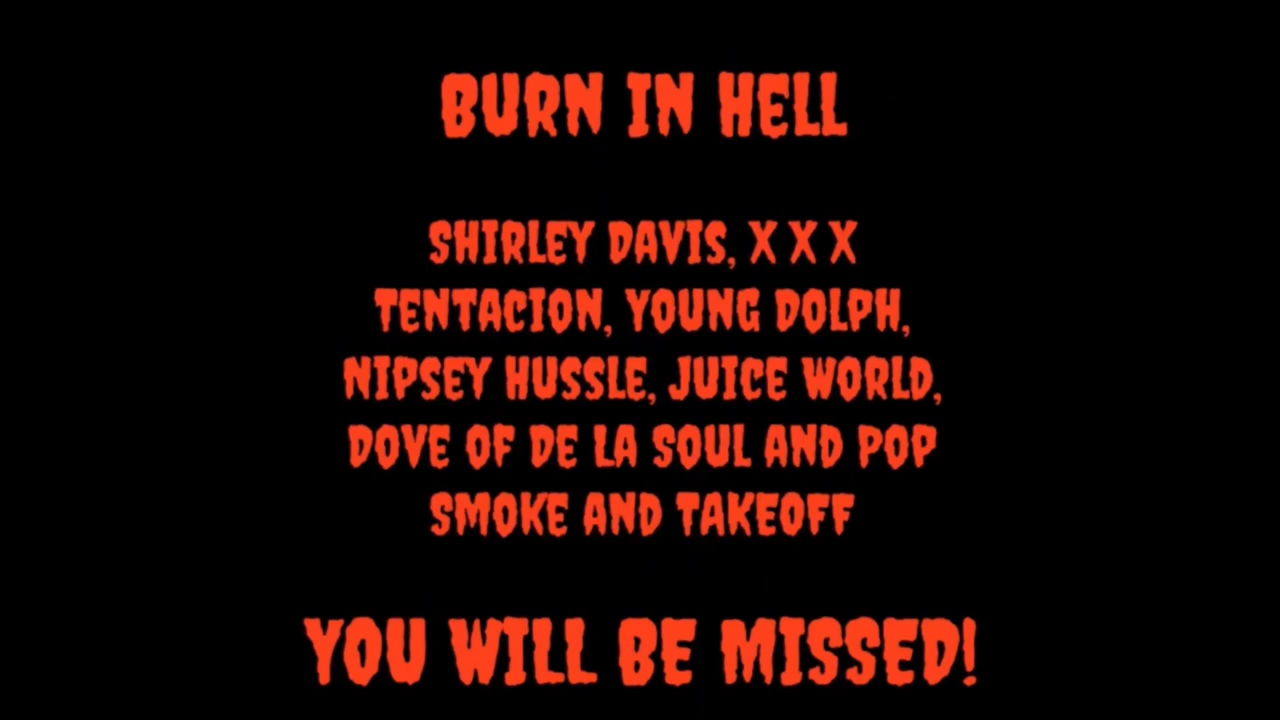 BURN IN HELL
SHIRLEY DAVIS, X X X
TENTACION, YOUNG DOLPH,
NIPSEY HUSSLE, JUICE WORLD,
DOVE OF DE LA SOUL AND POP
SMOKE AND TAKEOFF
YOU WILL BE MISSED!